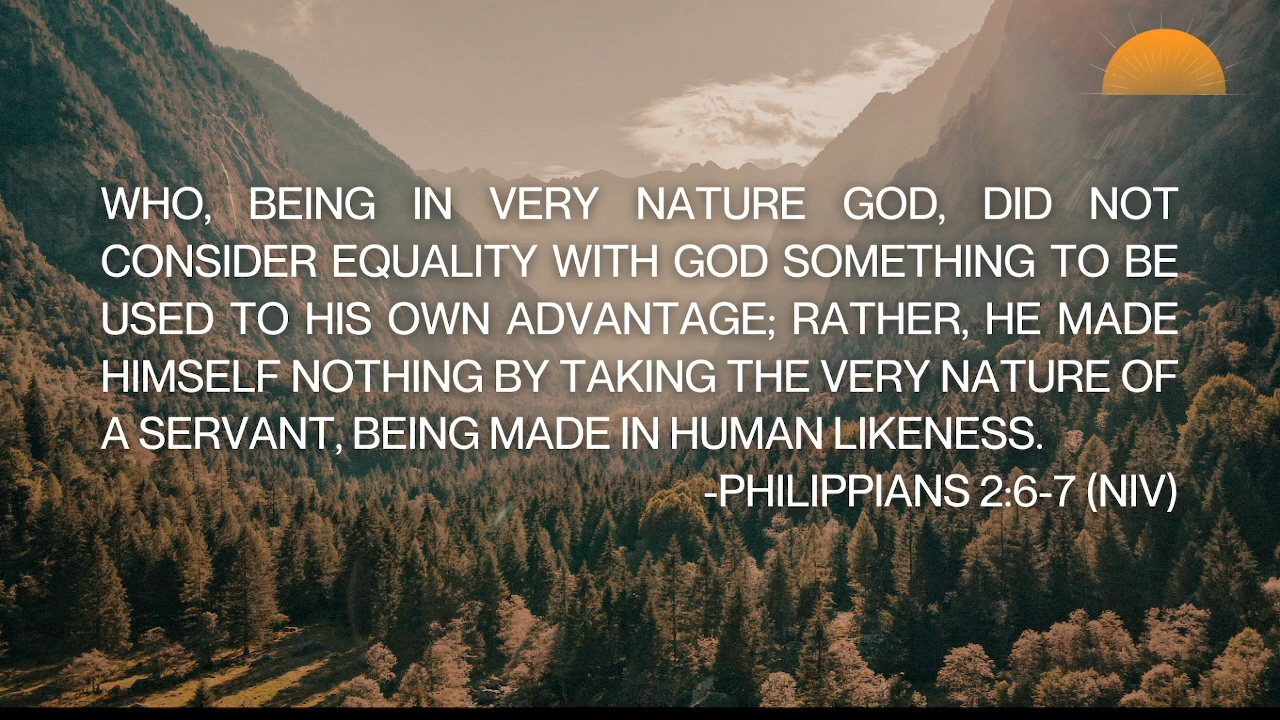 WHO, BEING IN VERY NATURE GOD, DID NOT
CONSIDER EQUALITY WITH GOD SOMETHING TO BE
USED TO HIS OWN ADVANTAGE; RATHER, HE MADE
HIMSELF NOTHING BY TAKING THE VERY NATURE OF
A SERVANT, BEING MADE IN HUMAN LIKENESS.
-PHILIPPIANS 2:6-7 (NIV)